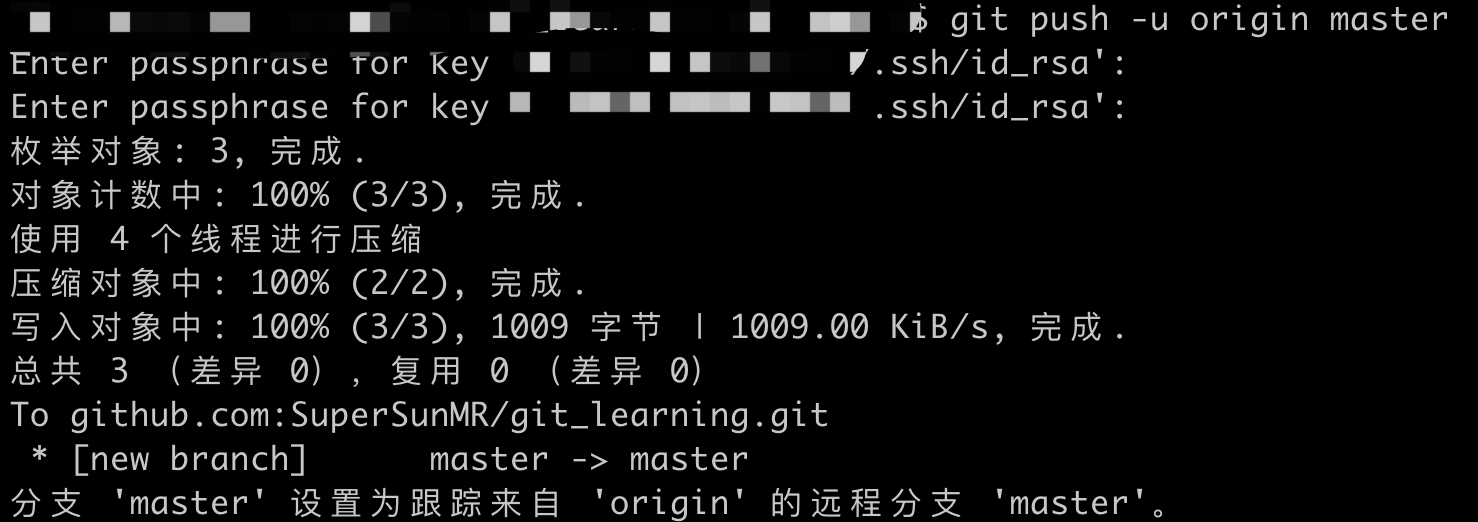 $ git push -u origin master
Enter passphrase for key .ssh/id_rsa':
Enter passphrase for key .ssh/id_rsa':
枚举对象: 3, 完成.
对象计数中: 100% (3/3), 完成.
使用 4 个线程进行压缩
压缩对象中: 100% (2/2), 完成.
写入对象中: 100% (3/3), 1009 字节 | 1009.00 KiB/s, 完成.
总共 3 （差异 0）, 复用 0 （差异 0）
To github.com:SuperSunMR/git_learning.git
 * [new branch]      master -> master
分支 'master' 设置为跟踪来自 'origin' 的远程分支 'master'。